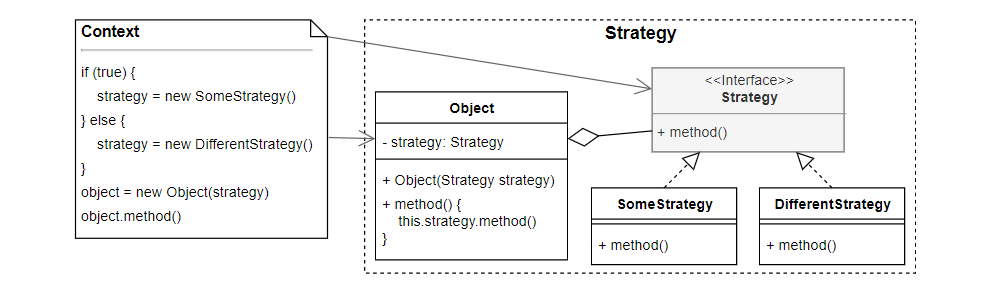 Context
if (true) {
strategy = new SomeStrategy()
} else {
strategy = new DifferentStrategy()
}
object = new Object(strategy)
object.method()
Strategy
Object
- strategy: Strategy
+ Object(Strategy strategy)
+ method() {
this.strategy.method()
}
<<Interface>>
Strategy
+ method()
SomeStrategy
+ method()
DifferentStrategy
+ method()